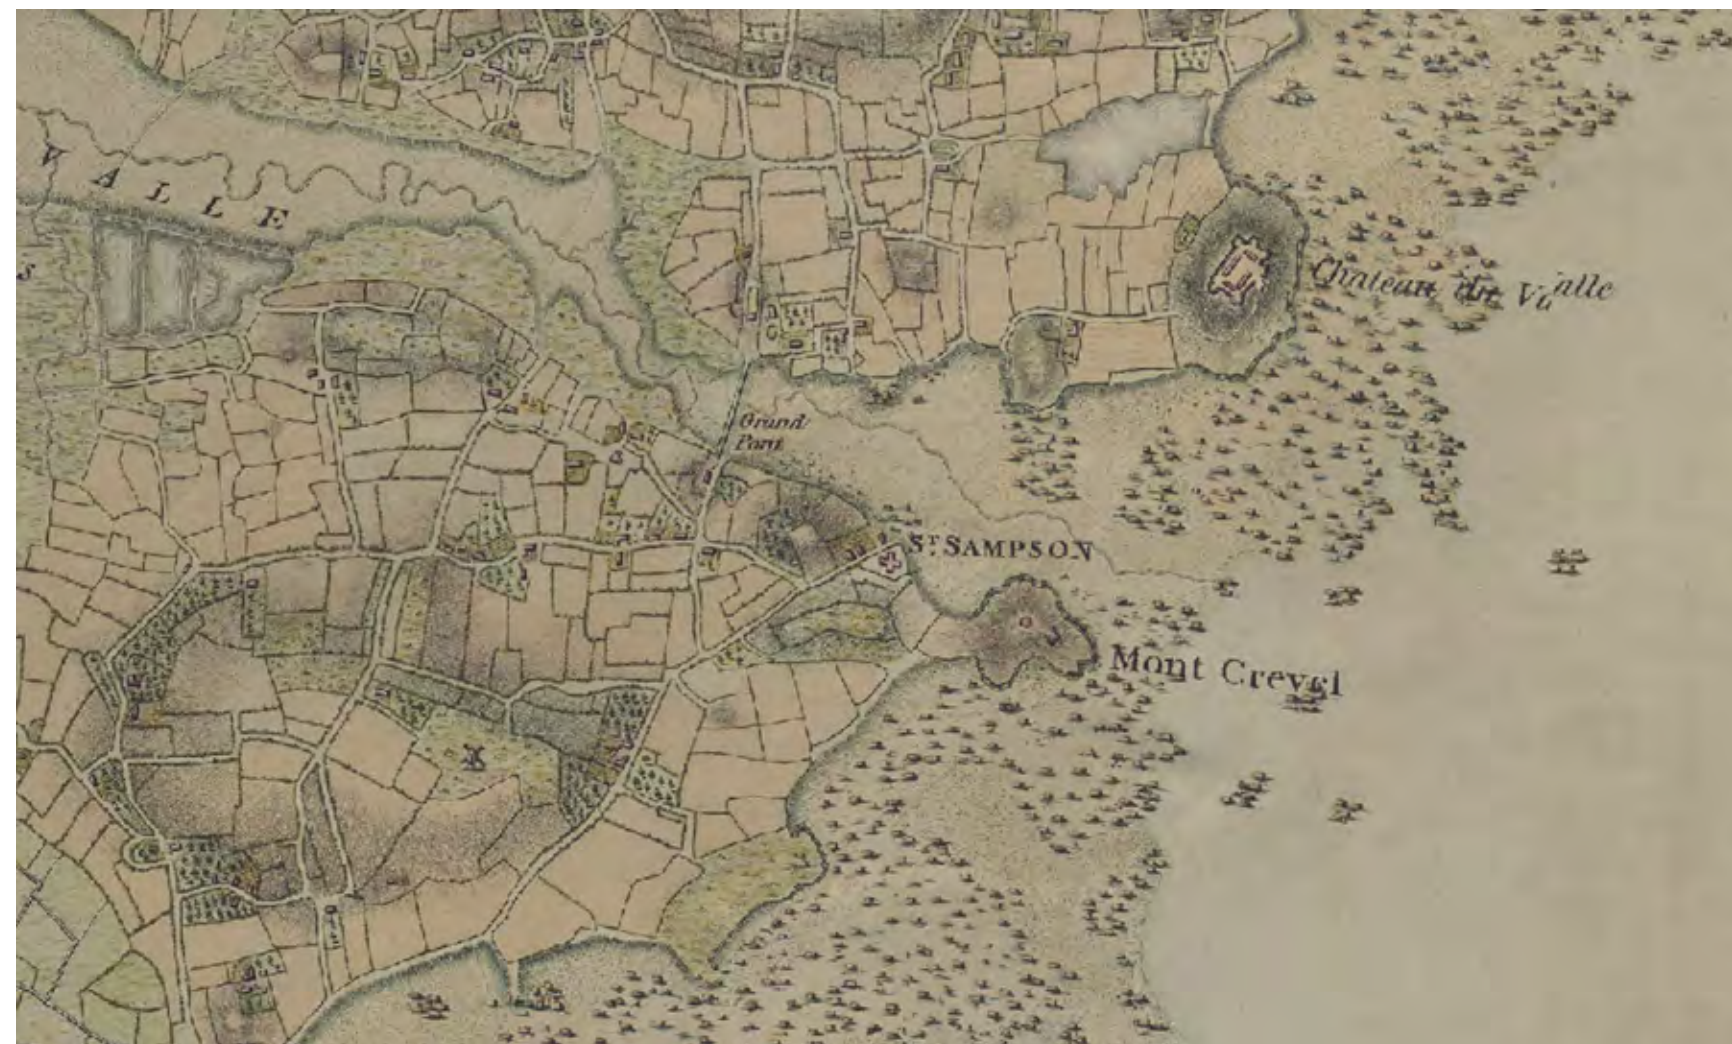 VALLE
S
Chateau du Valle
Grand
Pont
ST. SAMPSON
Mont Crevel